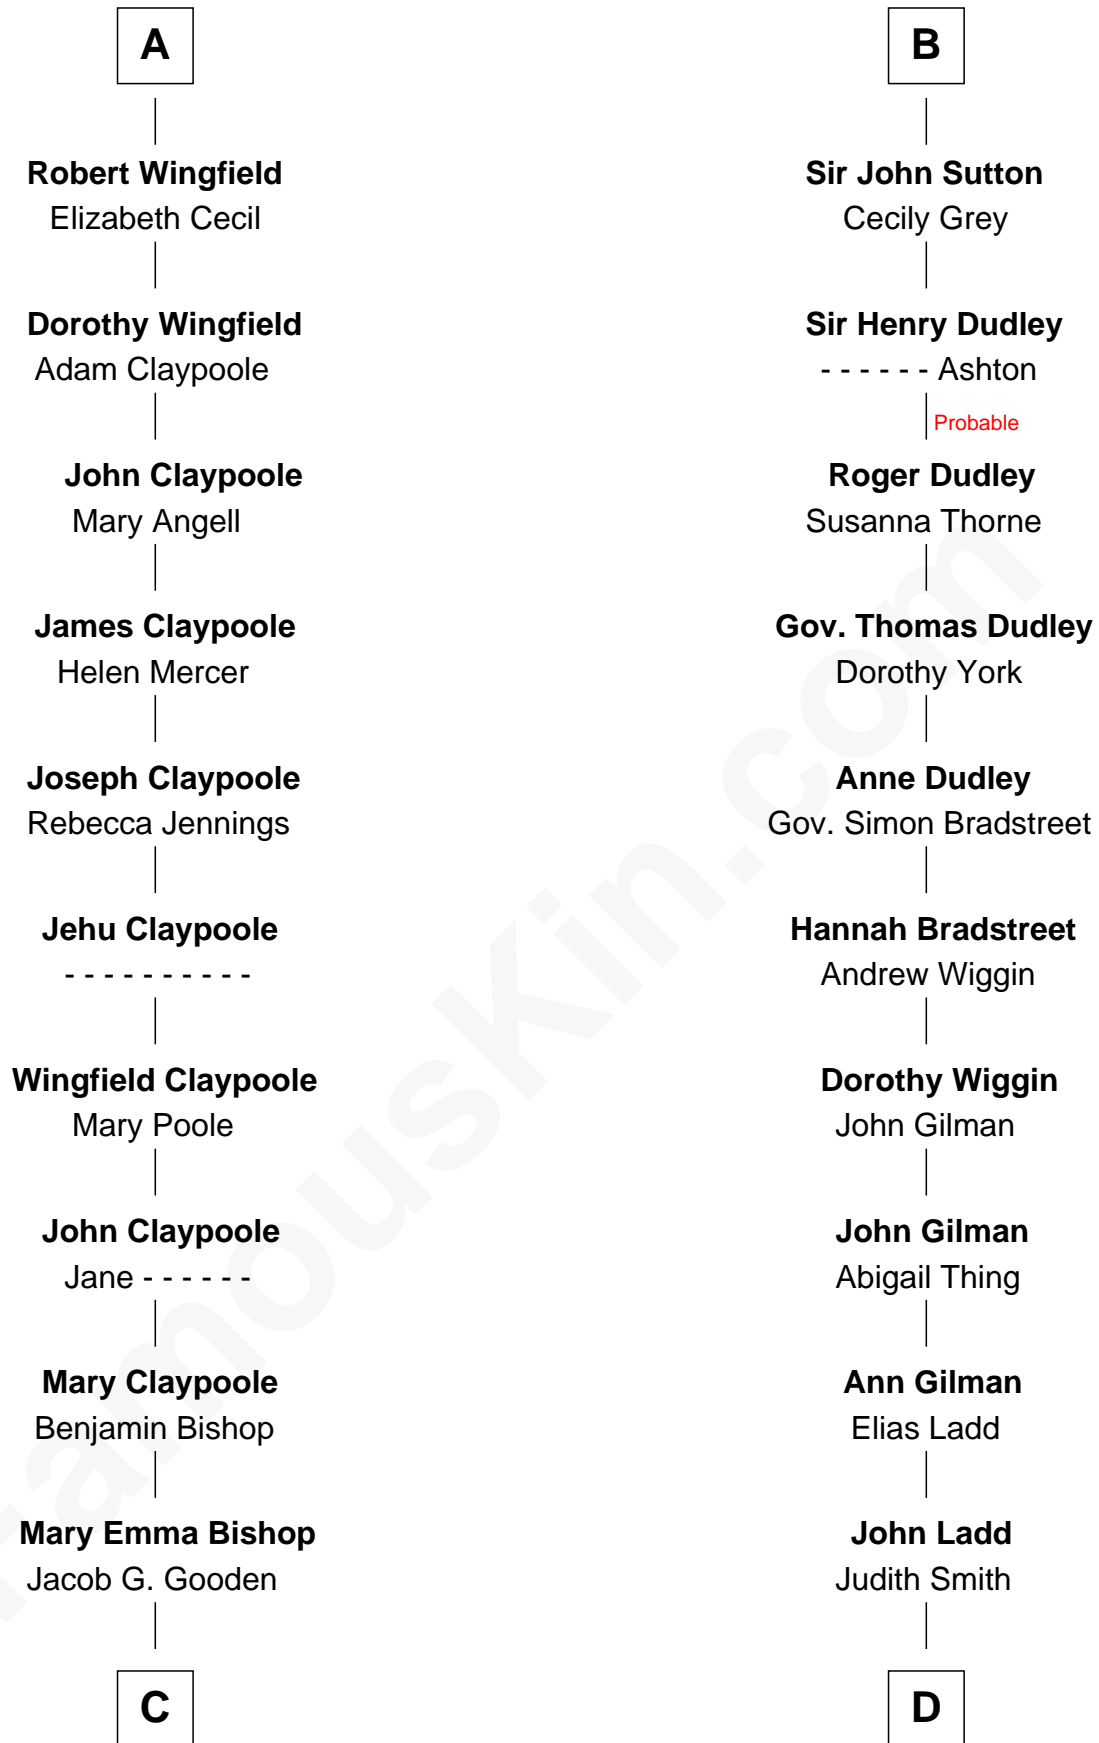 A
Robert Wingfield
Elizabeth Cecil
Dorothy Wingfield
Adam Claypoole
John Claypoole
Mary Angell
James Claypoole
Helen Mercer
Joseph Claypoole
Rebecca Jennings
Jehu Claypoole
- - - - - - - - - -
Wingfield Claypoole
Mary Poole
John Claypoole
Jane - - - - - -
Mary Claypoole
Benjamin Bishop
Mary Emma Bishop
Jacob G. Gooden
C
B
Sir John Sutton
Cecily Grey
Sir Henry Dudley
- - - - - - Ashton
Probable
Roger Dudley
Susanna Thorne
Gov. Thomas Dudley
Dorothy York
Anne Dudley
Gov. Simon Bradstreet
Hannah Bradstreet
Andrew Wiggin
Dorothy Wiggin
John Gilman
John Gilman
Abigail Thing
Ann Gilman
Elias Ladd
John Ladd
Judith Smith
D
FamousKin.com